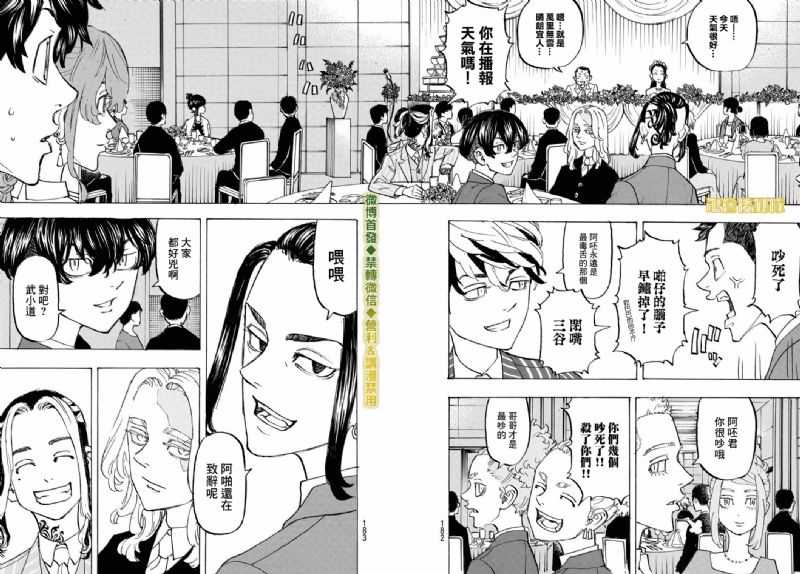 唔⋯
今天
天氣很好⋯
嗯⋯就是
萬里無雲
晴朗宜人⋯
你在播報
天氣嗎！
吵死了
啪仔的腦子
早鏽掉了！
阿呸永遠是
最毒舌的那個
閉嘴
三谷
阿呸君
你很吵哦
你們幾個
吵死了!!
殺了你們!!
哥哥才是
最吵的
182
微博首發◆禁轉微信◆營利&講漫禁用
喂喂
大家
都好兇啊
對吧？
武小道
阿啪還在
致辭呢
183